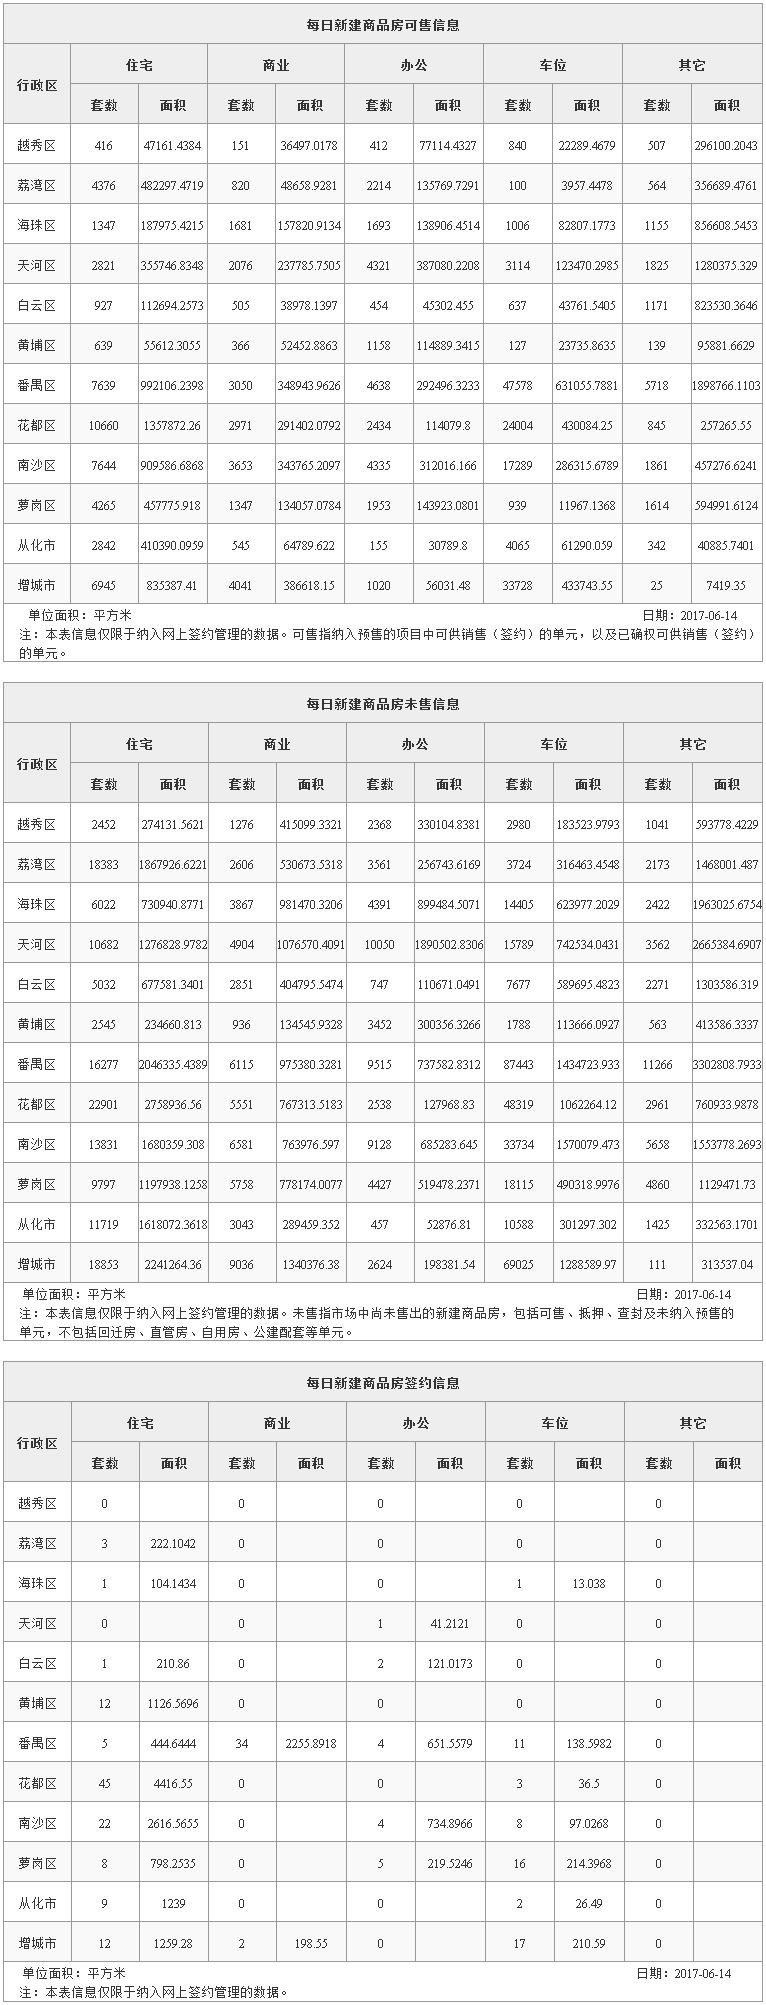 每日新建商品房可售信息
行政区 住宅 商业 办公 车位 其它
套数 面积 套数 面积 套数 面积 套数 面积 套数 面积
越秀区 416 47161.4384 151 36497.0178 412 77114.4327 840 22289.4679 507 296100.2043
荔湾区 4376 482297.4719 820 48658.9281 2214 135769.7291 100 3957.4478 564 356689.4761
海珠区 1347 187975.4215 1681 157820.9134 1693 138906.4514 1006 82807.1773 1155 856608.5453
天河区 2821 355746.8348 2076 237785.7505 4321 387080.2208 3114 123470.2985 1825 1280375.329
白云区 927 112694.2573 505 38978.1397 454 45302.455 637 43761.5405 1171 823530.3646
黄埔区 639 55612.3055 366 52452.8863 1158 114889.3415 127 23735.8635 139 95881.6629
番禺区 7639 992106.2398 3050 348943.9626 4638 292496.3233 47578 631055.7881 5718 1898766.1103
花都区 10660 1357872.26 2971 291402.0792 2434 114079.8 24004 430084.25 845 257265.55
南沙区 7644 909586.6868 3653 343765.2097 4335 312016.166 17289 286315.6789 1861 457276.6241
萝岗区 4265 457775.918 1347 134057.0784 1953 143923.0801 939 11967.1368 1614 594991.6124
从化市 2842 410390.0959 545 64789.622 155 30789.8 4065 61290.059 342 40885.7401
增城市 6945 835387.41 4041 386618.15 1020 56031.48 33728 433743.55 25 7419.35
单位面积：平方米 日期：2017-06-14
注：本表信息仅限于纳入网上签约管理的数据。可售指纳入预售的项目中可供销售（签约）的单元，以及已确权可供销售（签约）
的单元。
每日新建商品房未售信息
行政区 住宅 商业 办公 车位 其它
套数 面积 套数 面积 套数 面积 套数 面积 套数 面积
越秀区 2452 274131.5621 1276 415099.3321 2368 330104.8381 2980 183523.9793 1041 593778.4229
荔湾区 18383 1867926.6221 2606 530673.5318 3561 256743.6169 3724 316463.4548 2173 1468001.487
海珠区 6022 730940.8771 3867 981470.3206 4391 899484.5071 14405 623977.2029 2422 1963025.6754
天河区 10682 1276828.9782 4904 1076570.4091 10050 1890502.8306 15789 742534.0431 3562 2665384.6907
白云区 5032 677581.3401 2851 404795.5474 747 110671.0491 7677 589695.4823 2271 1303586.319
黄埔区 2545 234660.813 936 134545.9328 3452 300356.3266 1788 113666.0927 563 413586.3337
番禺区 16277 2046335.4389 6115 975380.3281 9515 737582.8312 87443 1434723.933 11266 3302808.7933
花都区 22901 2758936.56 5551 767313.5183 2538 127968.83 48319 1062264.12 2961 760933.9878
南沙区 13831 1680359.308 6581 763976.597 9128 685283.645 33734 1570079.473 5658 1553778.2693
萝岗区 9797 1197938.1258 5758 778174.0077 4427 519478.2371 18115 490318.9976 4860 1129471.73
从化市 11719 1618072.3618 3043 289459.352 457 52876.81 10588 301297.302 1425 332563.1701
增城市 18853 2241264.36 9036 1340376.38 2624 198381.54 69025 1288589.97 111 313537.04
单位面积：平方米 日期：2017-06-14
注：本表信息仅限于纳入网上签约管理的数据。未售指市场中尚未售出的新建商品房，包括可售、抵押、查封及未纳入预售的
单元，不包括回迁房、直管房、自用房、公建配套等单元。
每日新建商品房签约信息
行政区 住宅 商业 办公 车位 其它
套数 面积 套数 面积 套数 面积 套数 面积 套数 面积
越秀区 0 0 0 0 0
荔湾区 3 222.1042 0 0 0 0
海珠区 1 104.1434 0 0 1 13.038 0
天河区 0 0 1 41.2121 0 0
白云区 1 210.86 0 2 121.0173 0 0
黄埔区 12 1126.5696 0 0 0 0
番禺区 5 444.6444 34 2255.8918 4 651.5579 11 138.5982 0
花都区 45 4416.55 0 0 3 36.5 0
南沙区 22 2616.5655 0 4 734.8966 8 97.0268 0
萝岗区 8 798.2535 0 5 219.5246 16 214.3968 0
从化市 9 1239 0 0 2 26.49 0
增城市 12 1259.28 2 198.55 0 17 210.59 0
单位面积：平方米 日期：2017-06-14
注：本表信息仅限于纳入网上签约管理的数据。